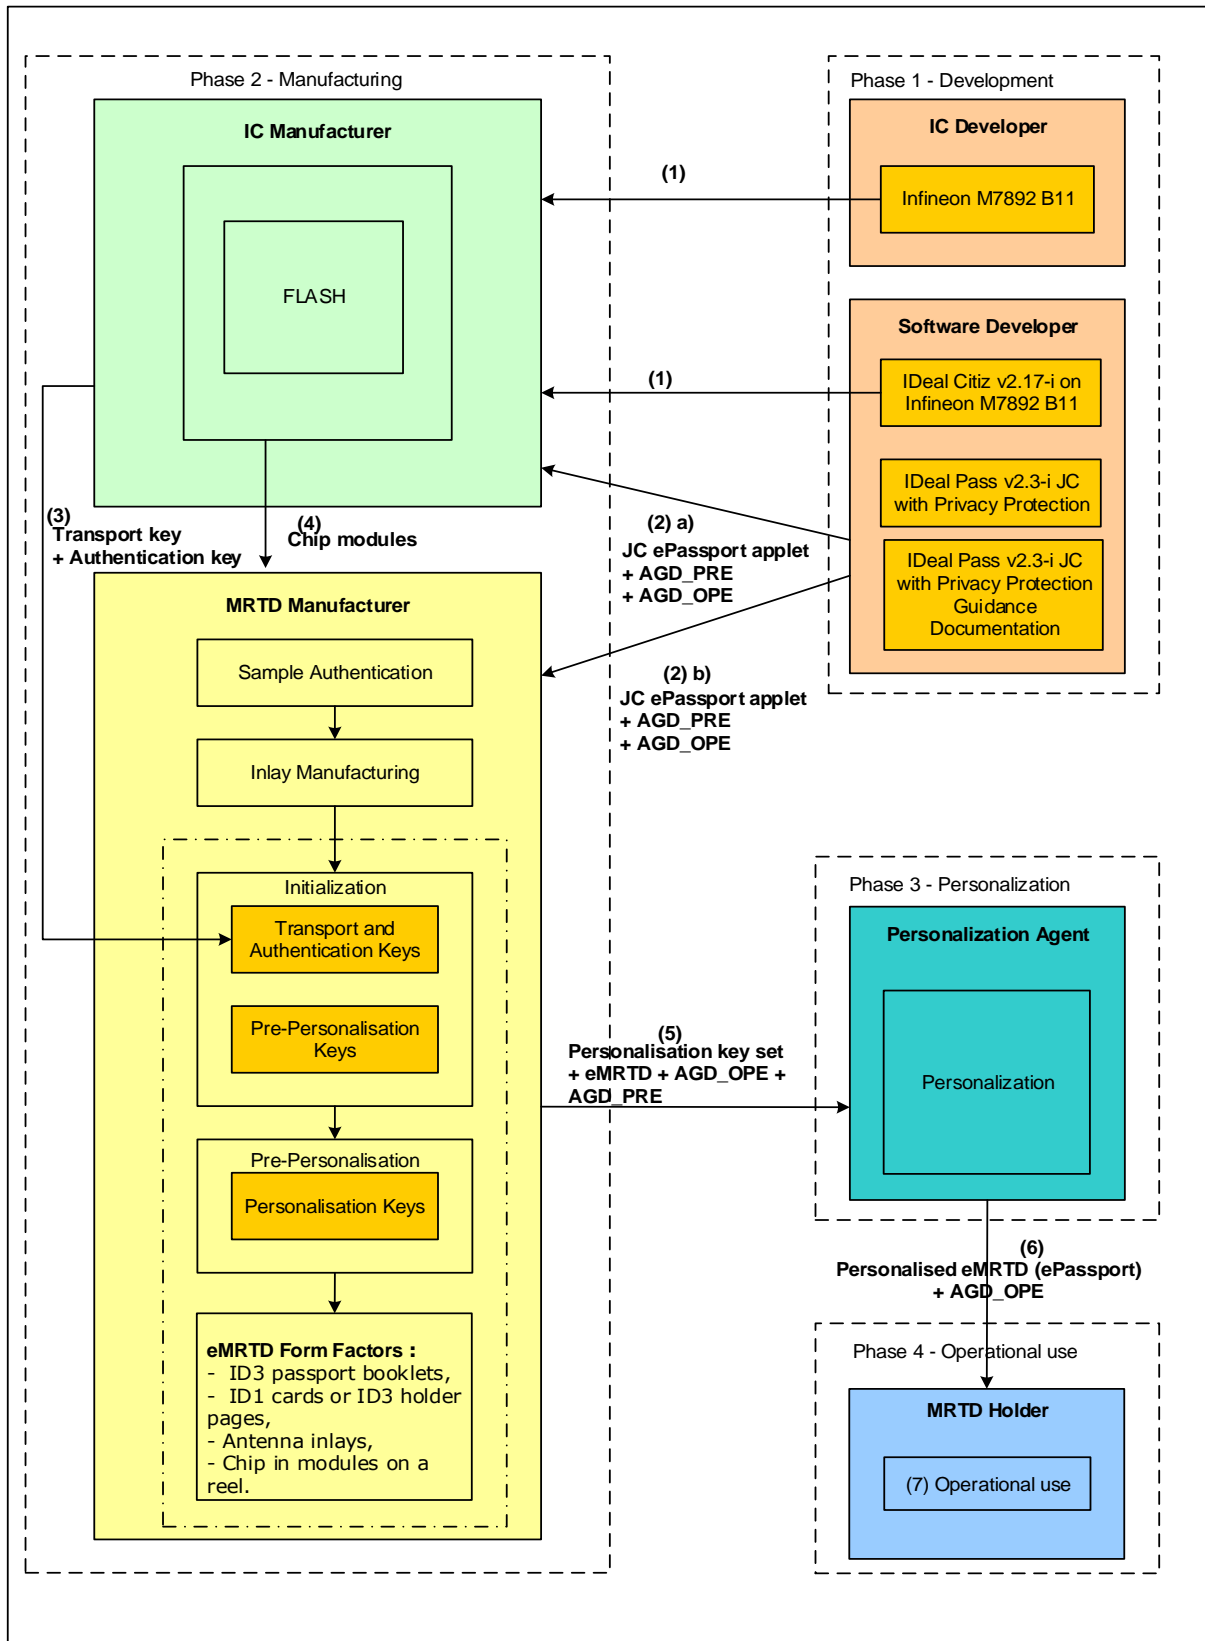 Phase 2 - Manufacturing
IC Manufacturer
FLASH
Phase 1 - Development
IC Developer
Infineon M7892 B11
(1)
Software Developer
IDeal Citiz v2.17-i on
Infineon M7892 B11
(1)
IDeal Pass v2.3-i JC
with Privacy Protection
IDeal Pass v2.3-i JC
with Privacy Protection
Guidance
Documentation
(2) a)
JC ePassport applet
+ AGD_PRE
+ AGD_OPE
(2) b)
JC ePassport applet
+ AGD_PRE
+ AGD_OPE
(3)
Transport key
+ Authentication key
(4)
Chip modules
MRTD Manufacturer
Sample Authentication
Inlay Manufacturing
Initialization
Transport and
Authentication Keys
Pre-Personalisation
Keys
Pre-Personalisation
Personalisation Keys
eMRTD Form Factors :
- ID3 passport booklets,
- ID1 cards or ID3 holder
pages,
- Antenna inlays,
- Chip in modules on a
reel.
(5)
Personalisation key set
+ eMRTD + AGD_OPE +
AGD_PRE
Phase 3 - Personalization
Personalization Agent
Personalization
(6)
Personalised eMRTD (ePassport)
+ AGD_OPE
Phase 4 - Operational use
MRTD Holder
(7) Operational use